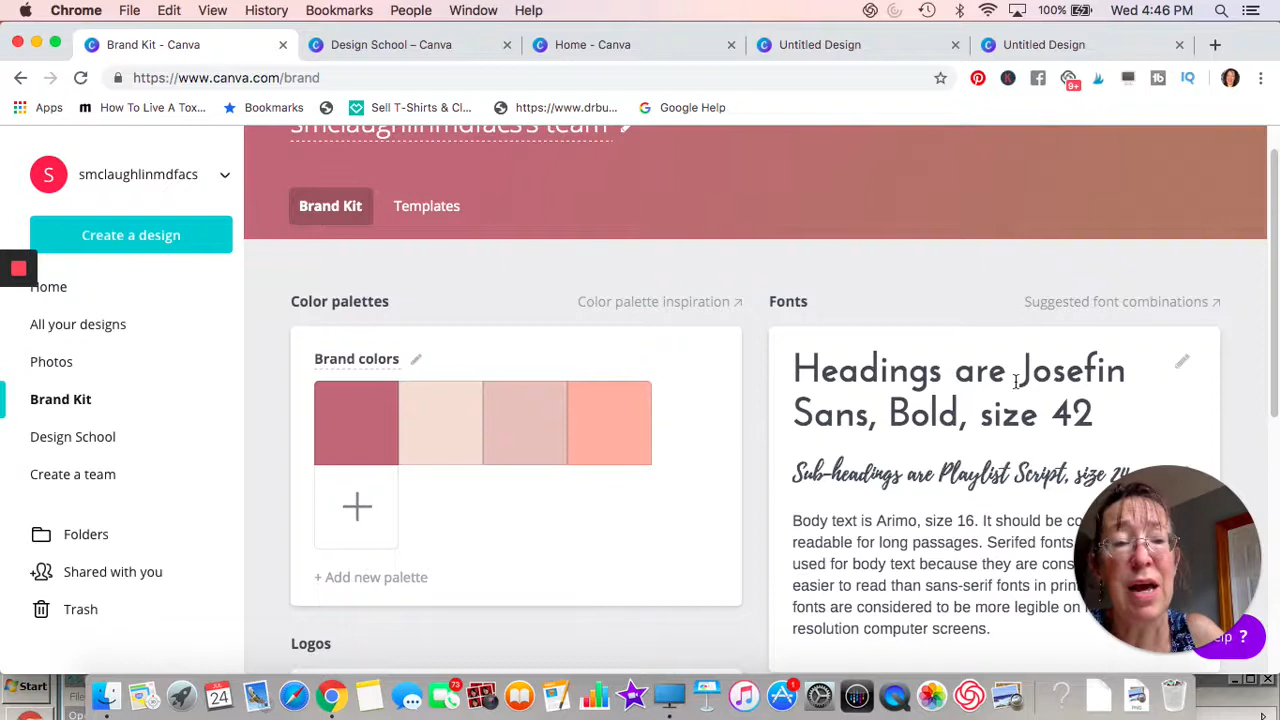 Chrome File Edit View History Bookmarks People Window Help 100% Wed 4:46 PM
Brand Kit - Canva Design School – Canva Home - Canva Untitled Design Untitled Design
https://www.canva.com/brand
9+
Apps How To Live A Tox... Bookmarks Sell T-Shirts & Cl... https://www.drbu... Google Help
smclaughlinmdfacs's team
S smclaughlinmdfacs
Brand Kit Templates
Create a design
Home
All your designs
Photos
Brand Kit
Design School
Create a team
Folders
Shared with you
Trash
Color palettes Color palette inspiration
Brand colors
+ Add new palette
Logos
Fonts Suggested font combinations
Headings are Josefin
Sans, Bold, size 42
Sub-headings are Playlist Script, size 24
Body text is Arimo, size 16. It should be
readable for long passages. Serifed fonts
used for body text because they are
easier to read than sans-serif fonts in
fonts are considered to be more legible on
resolution computer screens.
?
Start
24
73
1